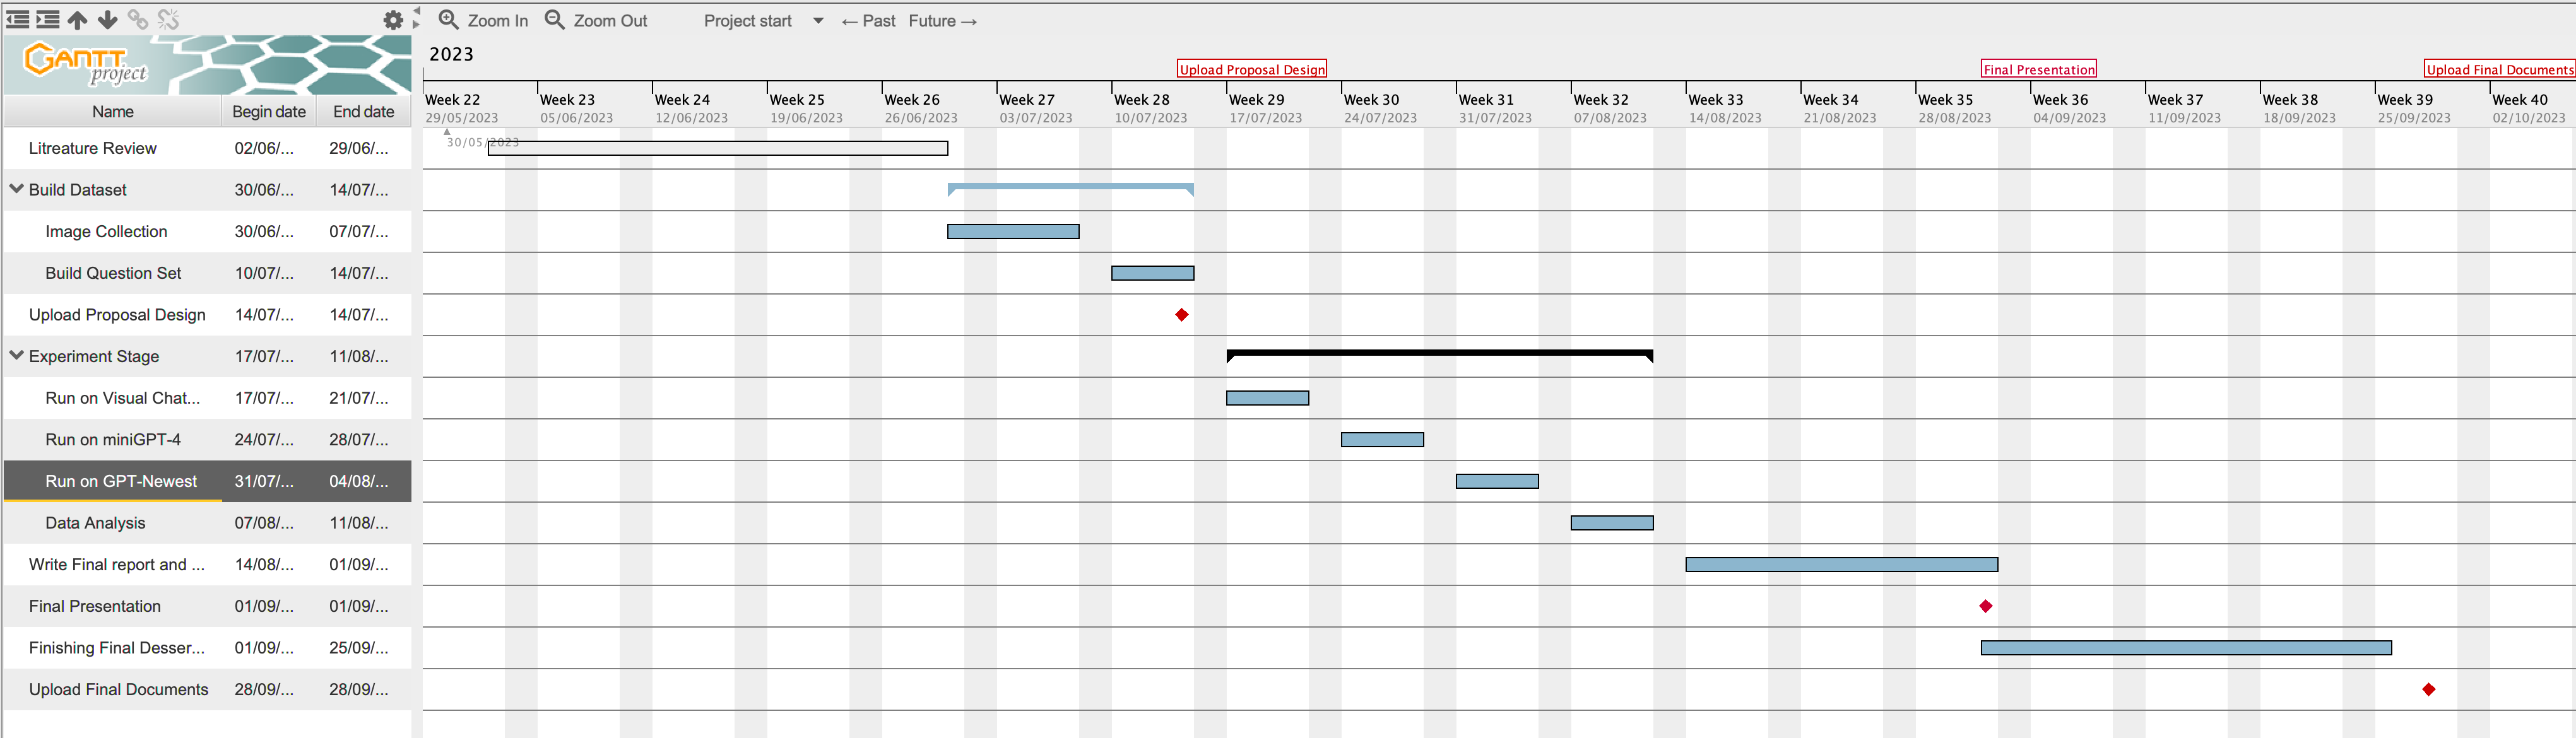 Zoom In Zoom Out Project start ← Past Future →
GANTT
project
2023
Upload Proposal Design Final Presentation Upload Final Documents
Week 22 Week 23 Week 24 Week 25 Week 26 Week 27 Week 28 Week 29 Week 30 Week 31 Week 32 Week 33 Week 34 Week 35 Week 36 Week 37 Week 38 Week 39 Week 40
Name Begin date End date
29/05/2023 05/06/2023 12/06/2023 19/06/2023 26/06/2023 03/07/2023 10/07/2023 17/07/2023 24/07/2023 31/07/2023 07/08/2023 14/08/2023 21/08/2023 28/08/2023 04/09/2023 11/09/2023 18/09/2023 25/09/2023 02/10/2023
30/05/2023
Litreature Review 02/06/... 29/06/...
Build Dataset 30/06/... 14/07/...
Image Collection 30/06/... 07/07/...
Build Question Set 10/07/... 14/07/...
Upload Proposal Design 14/07/... 14/07/...
Experiment Stage 17/07/... 11/08/...
Run on Visual Chat... 17/07/... 21/07/...
Run on miniGPT-4 24/07/... 28/07/...
Run on GPT-Newest 31/07/... 04/08/...
Data Analysis 07/08/... 11/08/...
Write Final report and ... 14/08/... 01/09/...
Final Presentation 01/09/... 01/09/...
Finishing Final Desser... 01/09/... 25/09/...
Upload Final Documents 28/09/... 28/09/...